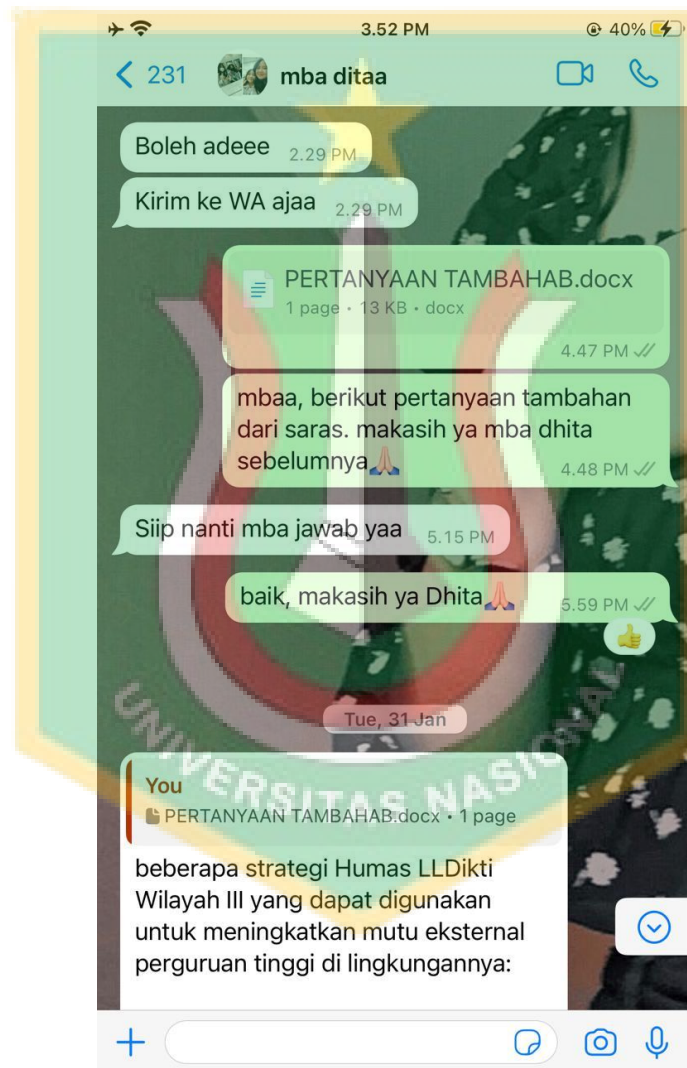 3.52 PM
40%
231
mba ditaa
Boleh adeee 2.29 PM
Kirim ke WA ajaa 2.29 PM
PERTANYAAN TAMBAHAB.docx
1 page • 13 KB • docx
4.47 PM
mbaa, berikut pertanyaan tambahan
dari saras. makasih ya mba dhita
sebelumnya🙏 4.48 PM
Siip nanti mba jawab yaa 5.15 PM
baik, makasih ya Dhita🙏 5.59 PM
👍
Tue, 31 Jan
You
PERTANYAAN TAMBAHAB.docx • 1 page
beberapa strategi Humas LLDikti
Wilayah III yang dapat digunakan
untuk meningkatkan mutu eksternal
perguruan tinggi di lingkungannya:
UNIVERSITAS NASIONAL